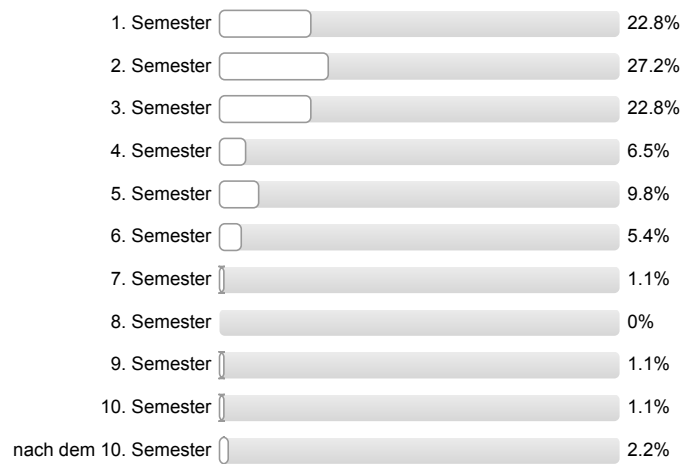 1. Semester 22.8%
2. Semester 27.2%
3. Semester 22.8%
4. Semester 6.5%
5. Semester 9.8%
6. Semester 5.4%
7. Semester 1.1%
8. Semester 0%
9. Semester 1.1%
10. Semester 1.1%
nach dem 10. Semester 2.2%